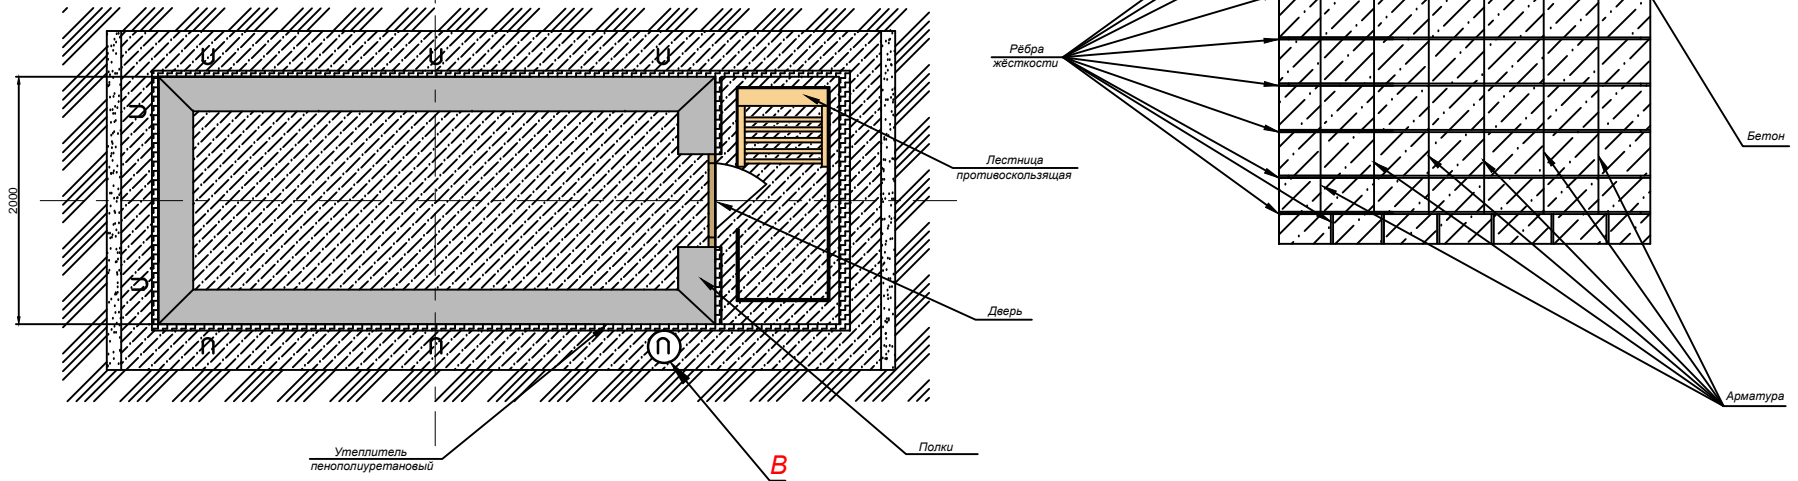 Рёбра
жёсткости
Бетон
Лестница
противоскользящая
2000
Дверь
Арматура
Утеплитель
пенополиуретановый
Полки
В